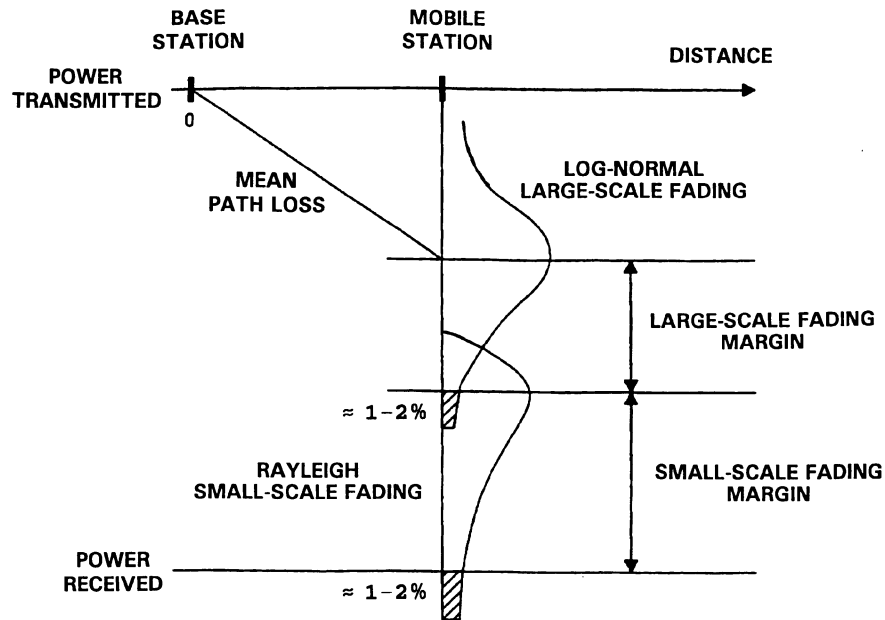 BASE
STATION
MOBILE
STATION
DISTANCE
POWER
TRANSMITTED
0
MEAN
PATH LOSS
LOG-NORMAL
LARGE-SCALE FADING
LARGE-SCALE FADING
MARGIN
≈ 1-2%
RAYLEIGH
SMALL-SCALE FADING
SMALL-SCALE FADING
MARGIN
POWER
RECEIVED
≈ 1-2%